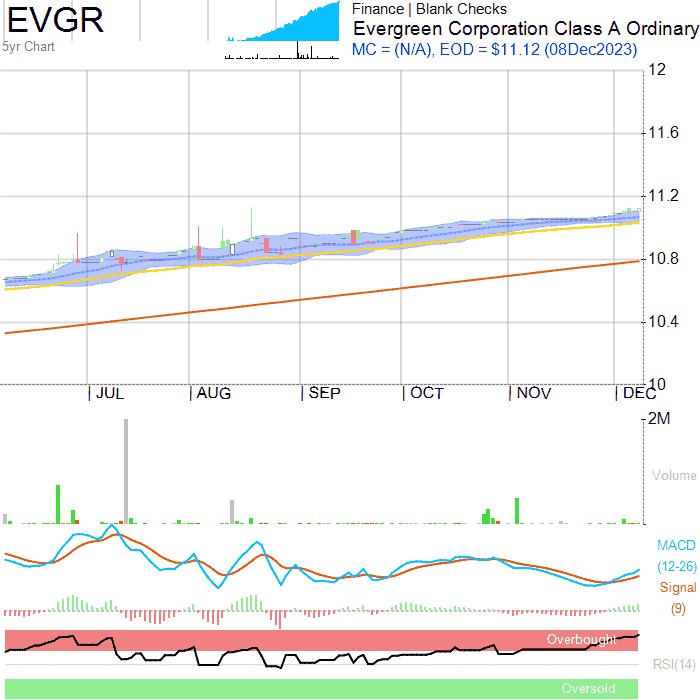 EVGR
5yr Chart
Finance | Blank Checks
Evergreen Corporation Class A Ordinary
MC = (N/A), EOD = $11.12 (08Dec2023)
12
11.6
11.2
10.8
10.4
10
| JUL | AUG | SEP | OCT | NOV | DEC
2M
Volume
MACD
(12-26)
Signal
(9)
Overbought
RSI(14)
Oversold